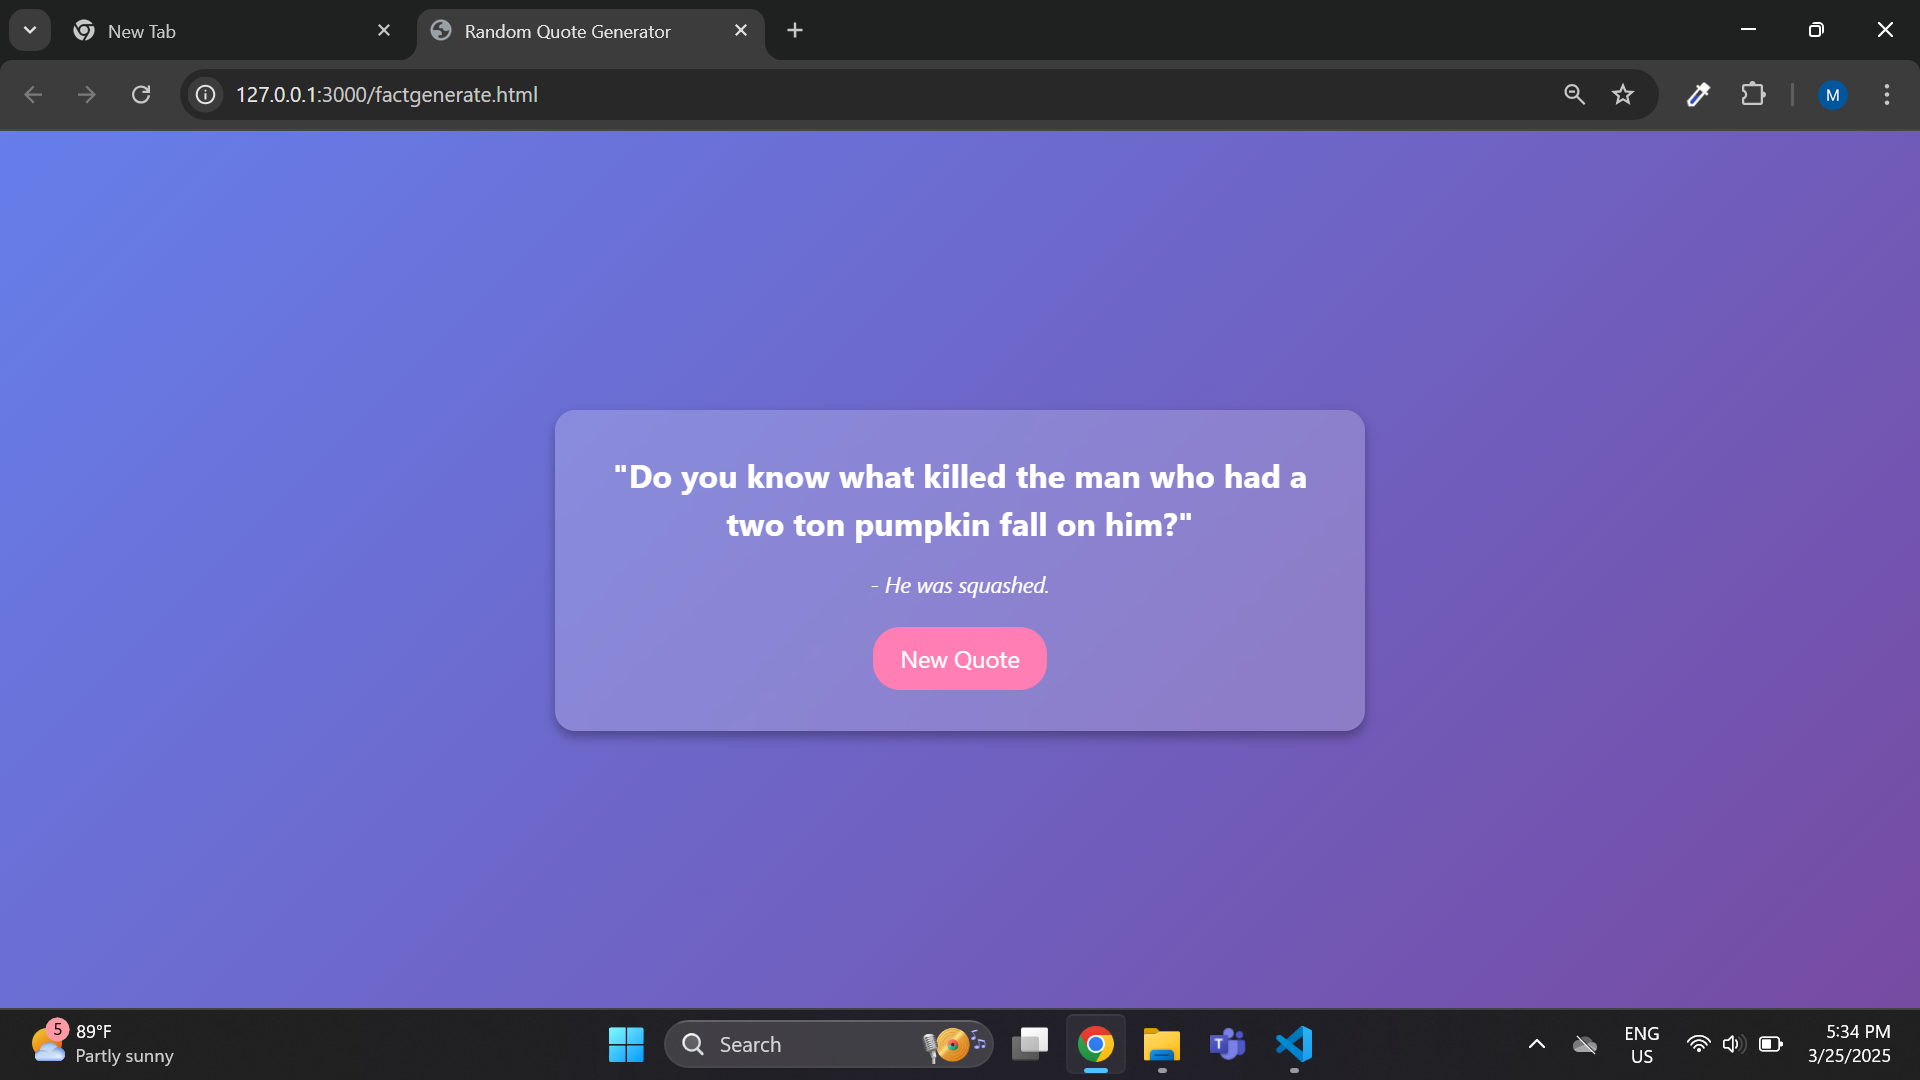 New Tab
Random Quote Generator
127.0.0.1:3000/factgenerate.html
M
"Do you know what killed the man who had a
two ton pumpkin fall on him?"
- He was squashed.
New Quote
5
89°F
Partly sunny
Search
T
ENG
US
5:34 PM
3/25/2025